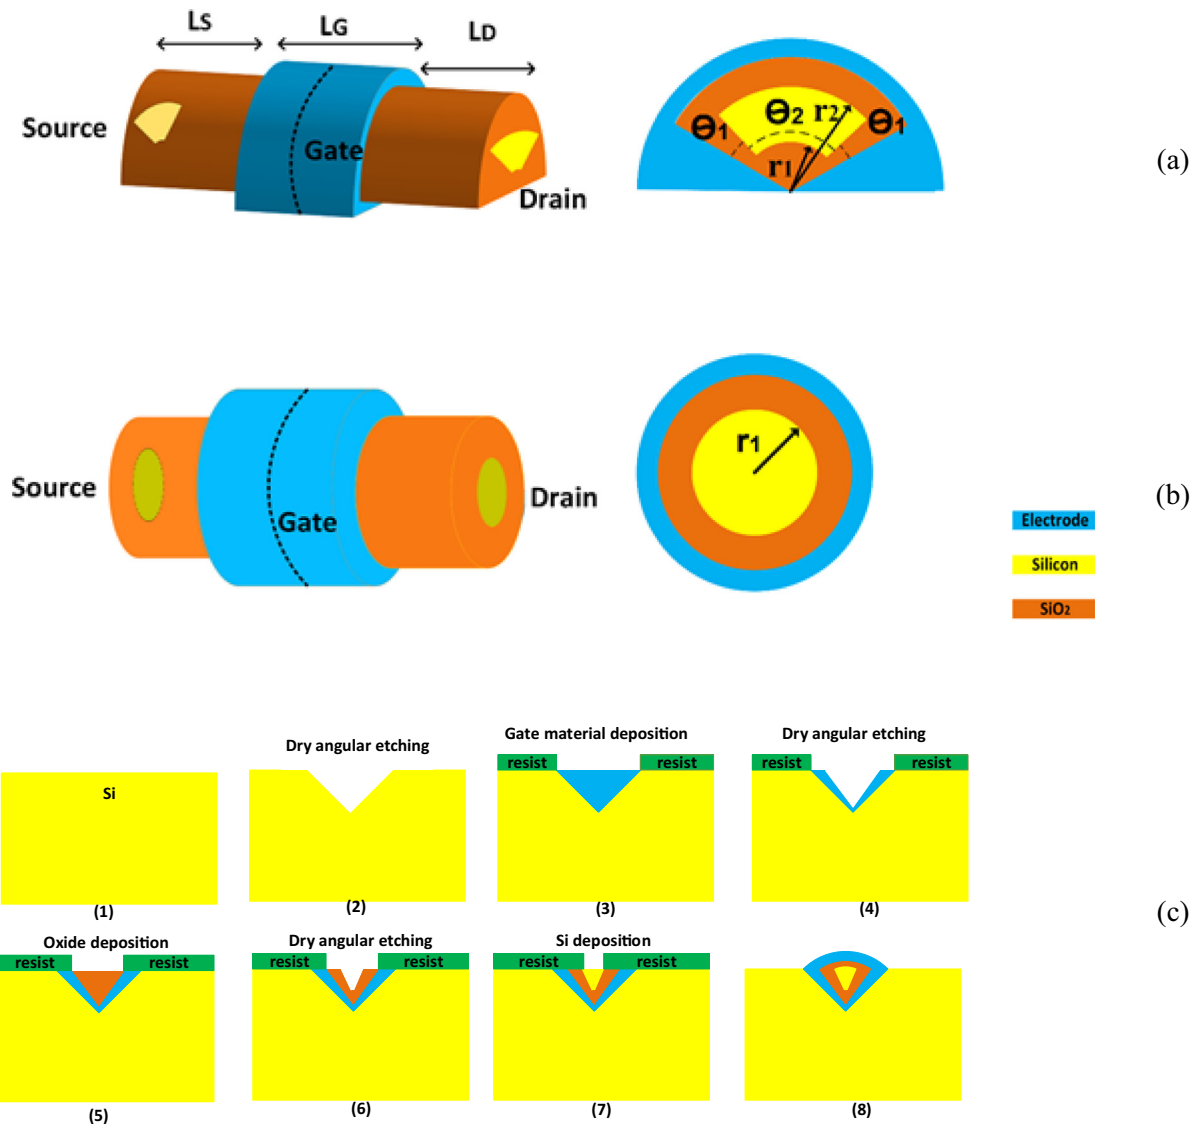 LS
LG
LD
Source
Gate
Drain
Θ1
Θ2
r2
Θ1
r1
(a)
Source
Gate
Drain
r1
(b)
Electrode
Silicon
SiO2
Si
(1)
Dry angular etching
(2)
Gate material deposition
resist resist
(3)
Dry angular etching
resist resist
(4)
(c)
Oxide deposition
resist resist
(5)
Dry angular etching
resist resist
(6)
Si deposition
resist resist
(7)
(8)